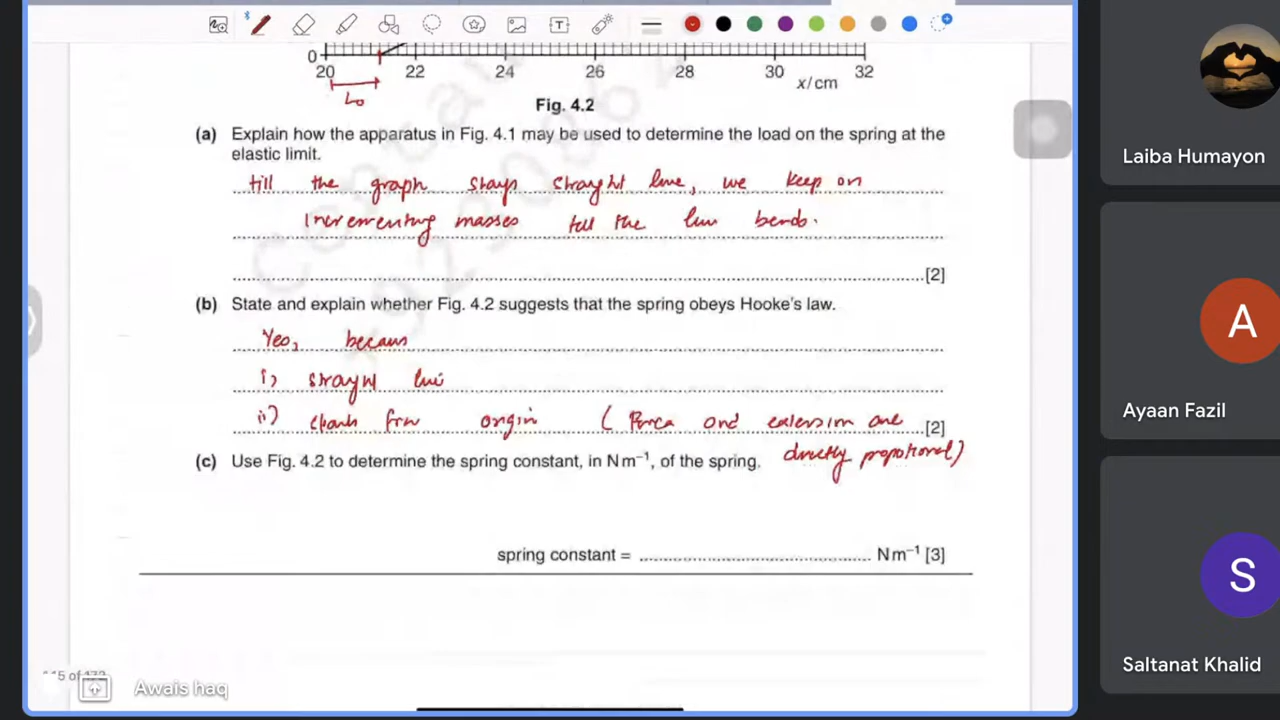 0
20 22 24 26 28 30 32
x/cm
Lo
Fig. 4.2
(a) Explain how the apparatus in Fig. 4.1 may be used to determine the load on the spring at the
elastic limit.
till the graph stays straight line, we keep on
incrementing masses till the line bends.
[2]
(b) State and explain whether Fig. 4.2 suggests that the spring obeys Hooke's law.
Yes, because
i) straight line
ii) starts from origin ( Force and extension are [2]
directly proportional)
(c) Use Fig. 4.2 to determine the spring constant, in N m⁻¹, of the spring.
spring constant = ........................................ N m⁻¹ [3]
Awais haq
Laiba Humayon
A
Ayaan Fazil
S
Saltanat Khalid